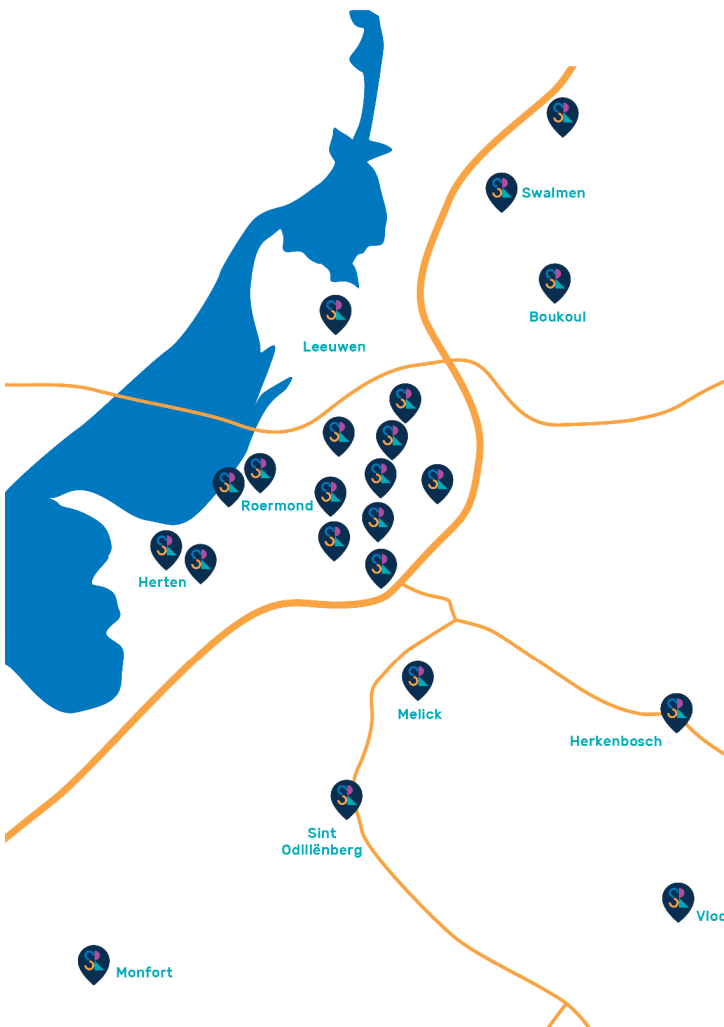 Swalmen
Boukoul
Leeuwen
Roermond
Herten
Melick
Herkenbosch
Sint
Odiliënberg
Monfort